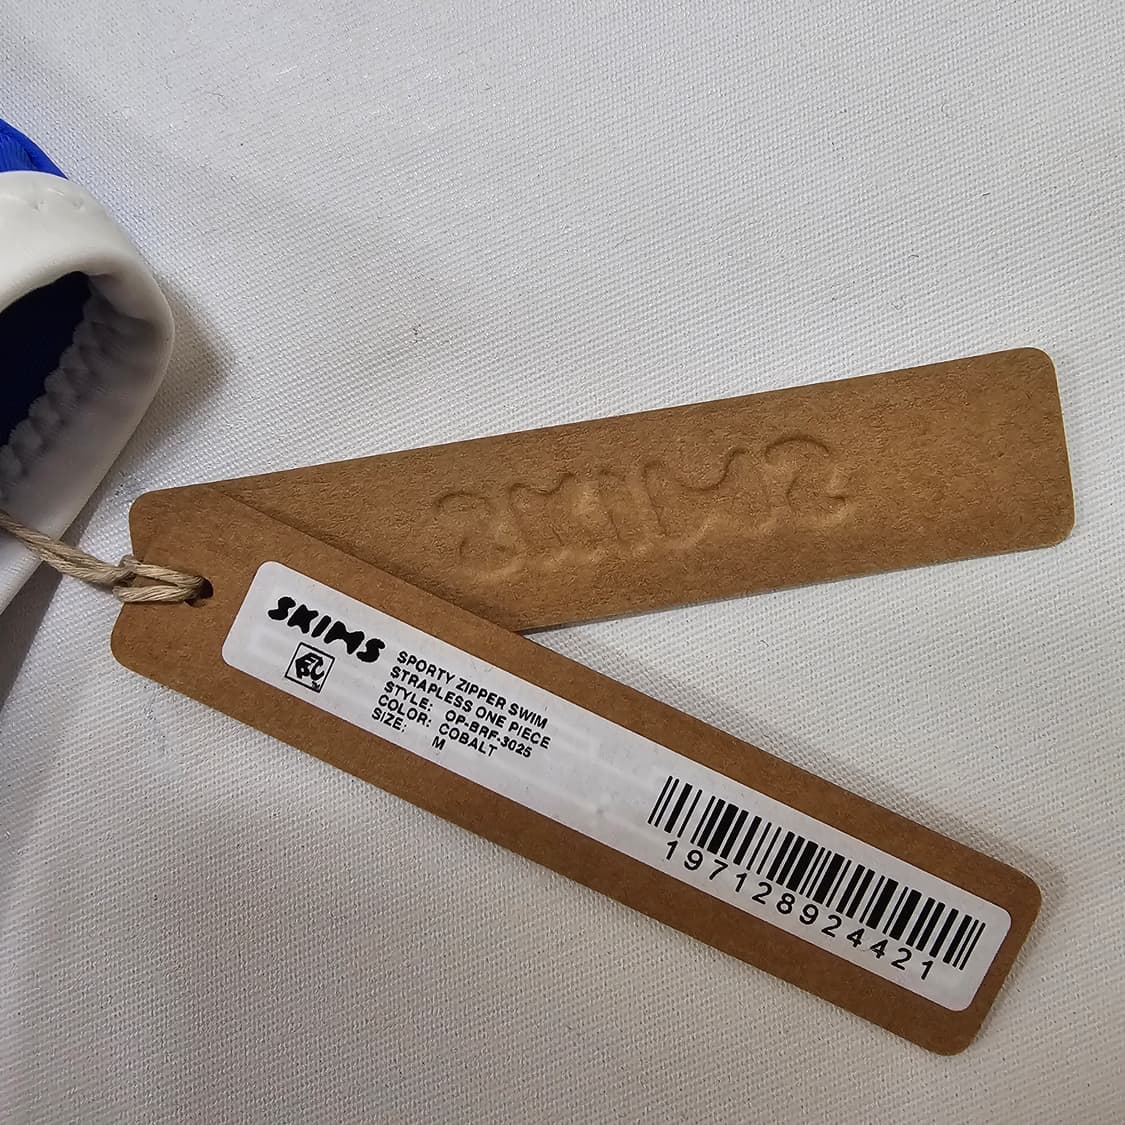 SKIMS
SKIMS
SPORTY ZIPPER SWIM
STRAPLESS ONE PIECE
STYLE: OP-BRF-3025
COLOR: COBALT
SIZE: M
197128924421